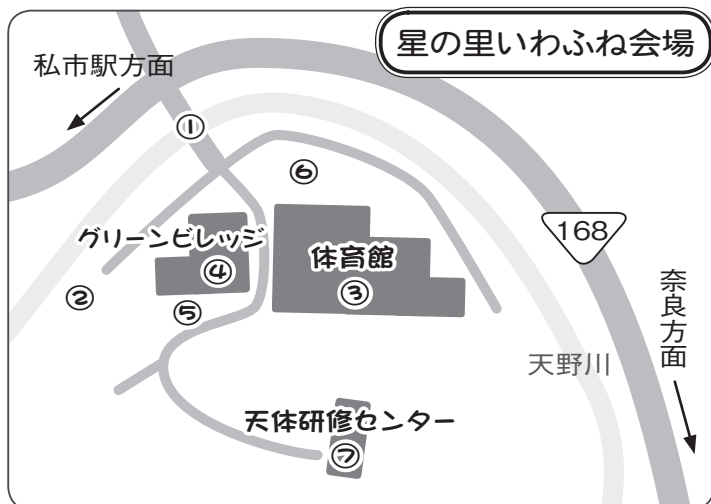 星の里いわふね会場
私市駅方面
①
⑥
168
グリーンビレッジ
体育館
④
③
②
⑤
奈良方面
天野川
天体研修センター
⑦